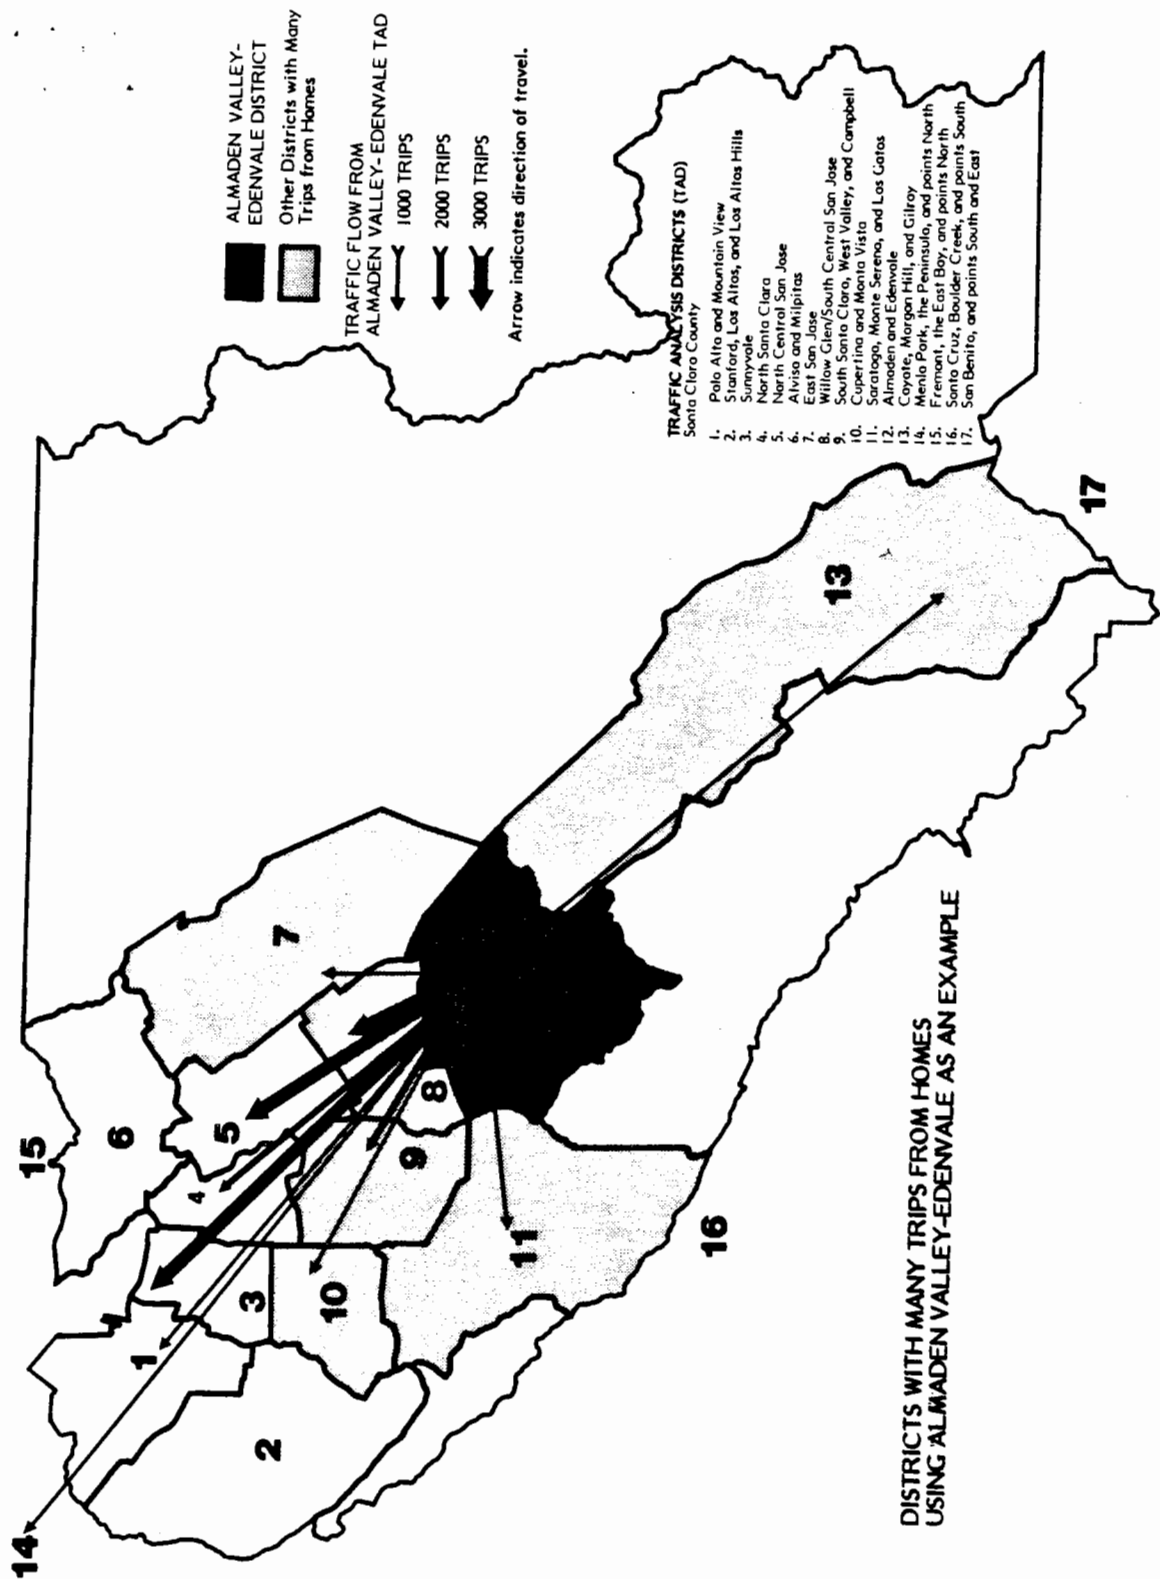 ALMADEN VALLEY-
EDENVALE DISTRICT
Other Districts with Many
Trips from Homes
TRAFFIC FLOW FROM
ALMADEN VALLEY-EDENVALE TAD
1000 TRIPS
2000 TRIPS
3000 TRIPS
Arrow indicates direction of travel.
TRAFFIC ANALYSIS DISTRICTS (TAD)
Santa Clara County
1. Palo Alto and Mountain View
2. Stanford, Los Altos, and Los Altos Hills
3. Sunnyvale
4. North Santa Clara
5. North Central San Jose
6. Alviso and Milpitas
7. East San Jose
8. Willow Glen/South Central San Jose
9. South Santa Clara, West Valley, and Campbell
10. Cupertino and Monta Vista
11. Saratoga, Monte Sereno, and Los Gatos
12. Almaden and Edenvale
13. Coyote, Morgan Hill, and Gilroy
14. Menlo Park, the Peninsula, and points North
15. Fremont, the East Bay, and points North
16. Santa Cruz, Boulder Creek, and points South
17. San Benito, and points South and East
14
1
2
3
10
15
6
4
5
9
8
7
11
16
13
17
DISTRICTS WITH MANY TRIPS FROM HOMES
USING ALMADEN VALLEY-EDENVALE AS AN EXAMPLE